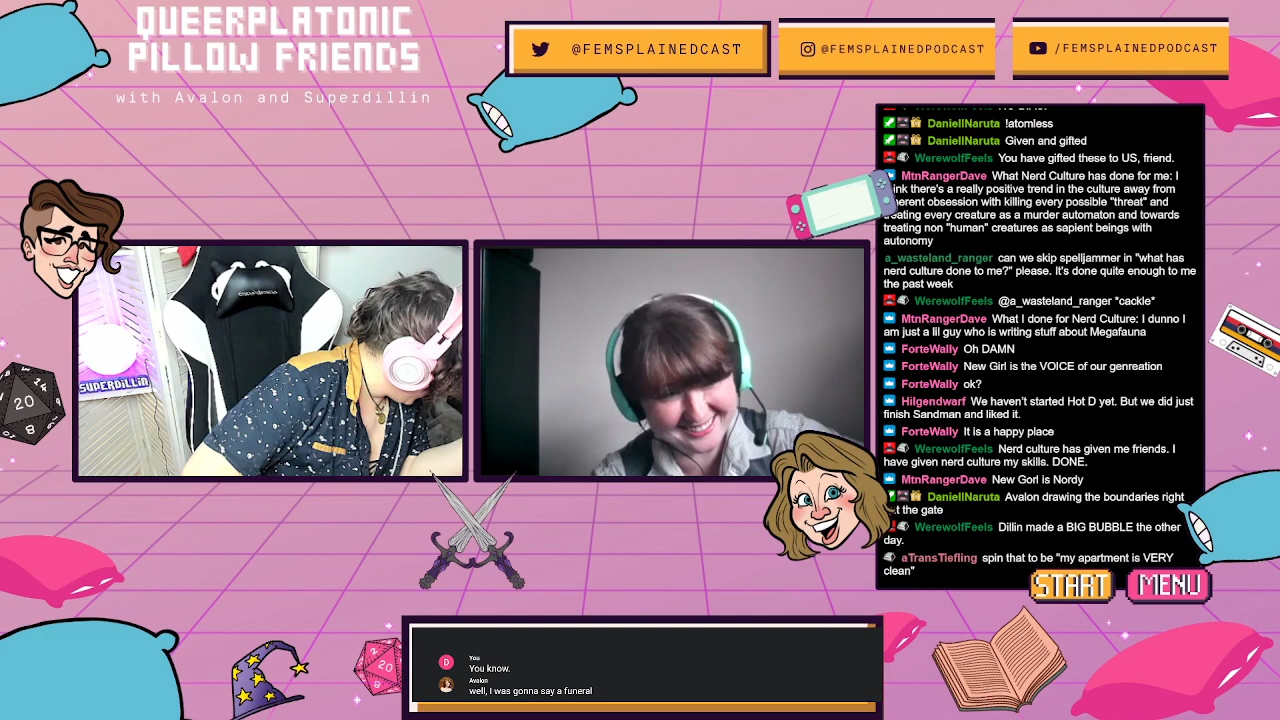 QUEERPLATONIC
PILLOW FRIENDS
with Avalon and Superdillin
@FEMSPLAINEDCAST
@FEMSPLAINEDPODCAST
/FEMSPLAINEDPODCAST
DaniellNaruta !atomless
DaniellNaruta Given and gifted
WerewolfFeels You have gifted these to US, friend.
MtnRangerDave What Nerd Culture has done for me: I
there's a really positive trend in the culture away from
obsession with killing every possible "threat" and
treating every creature as a murder automaton and towards
treating non "human" creatures as sapient beings with
autonomy
a_wasteland_ranger can we skip spelljammer in "what has
nerd culture done to me?" please. It's done quite enough to me
the past week
WerewolfFeels @a_wasteland_ranger *cackle*
MtnRangerDave What I done for Nerd Culture: I dunno I
am just a lil guy who is writing stuff about Megafauna
ForteWally Oh DAMN
ForteWally New Girl is the VOICE of our genreation
ForteWally ok?
Hilgendwarf We haven't started Hot D yet. But we did just
finish Sandman and liked it.
ForteWally It is a happy place
WerewolfFeels Nerd culture has given me friends. I
have given nerd culture my skills. DONE.
MtnRangerDave New Gorl is Nordy
DaniellNaruta Avalon drawing the boundaries right
the gate
WerewolfFeels Dillin made a BIG BUBBLE the other
day.
aTransTiefling spin that to be "my apartment is VERY
clean"
START
MENU
SUPERDILLIN
20
14
8
20
D
You
You know.
Avalon
well, I was gonna say a funeral